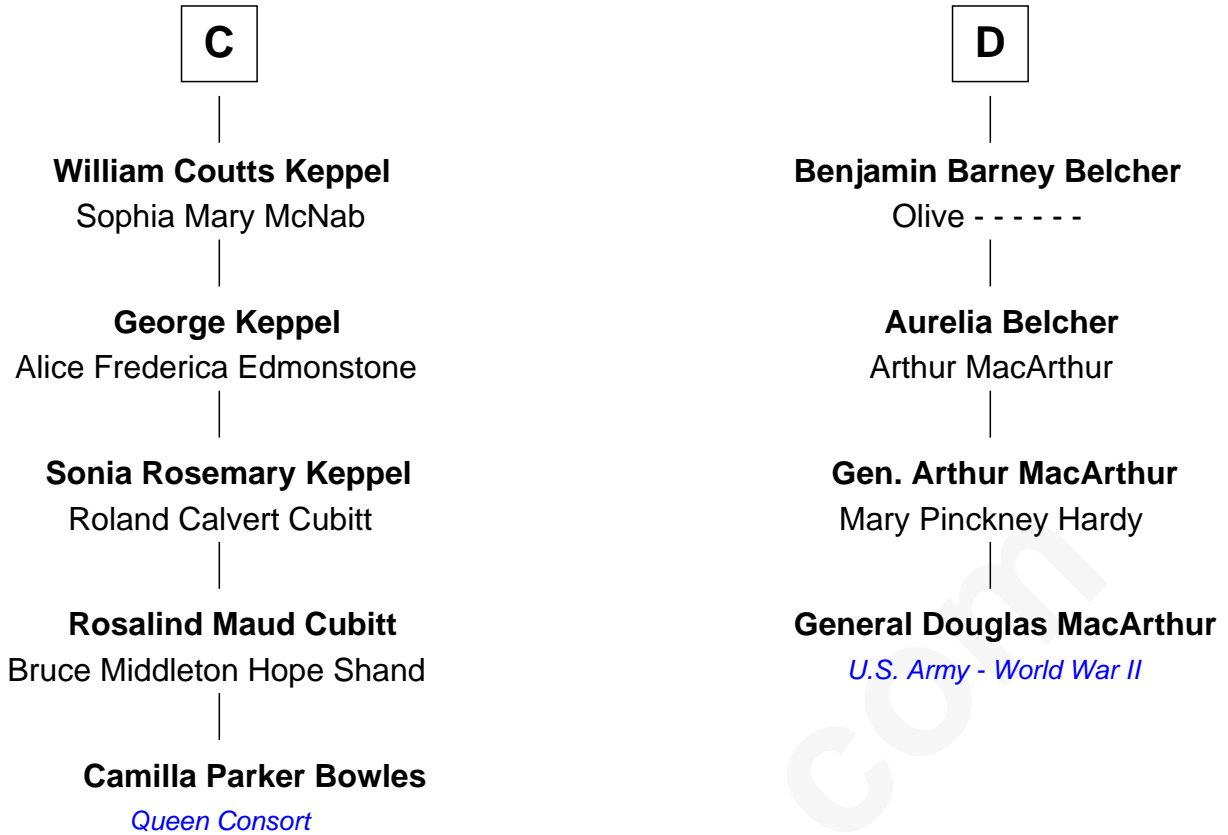 C
William Coutts Keppel
Sophia Mary McNab
George Keppel
Alice Frederica Edmonstone
Sonia Rosemary Keppel
Roland Calvert Cubitt
Rosalind Maud Cubitt
Bruce Middleton Hope Shand
Camilla Parker Bowles
Queen Consort
D
Benjamin Barney Belcher
Olive - - - - - -
Aurelia Belcher
Arthur MacArthur
Gen. Arthur MacArthur
Mary Pinckney Hardy
General Douglas MacArthur
U.S. Army - World War II
com